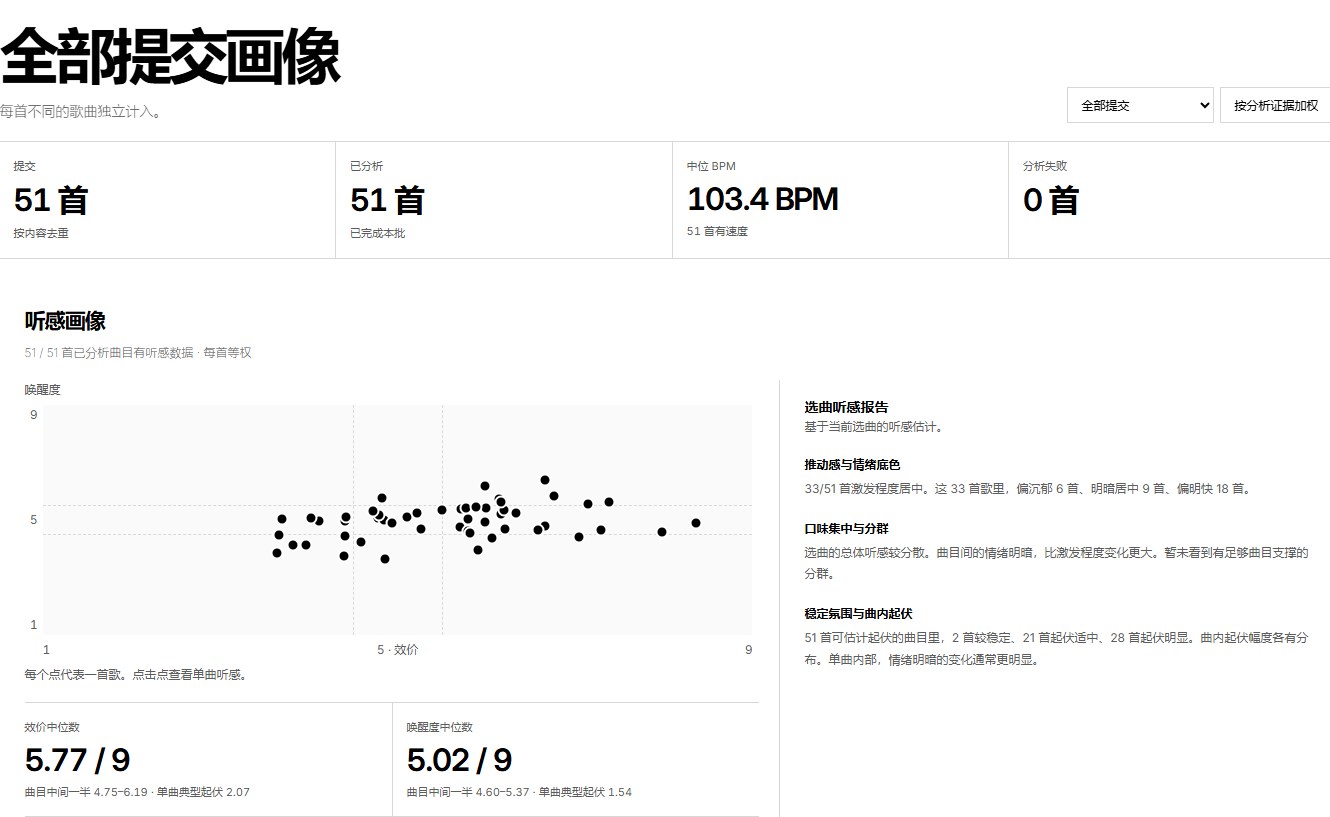 全部提交画像
每首不同的歌曲独立计入。
全部提交
按分析证据加权
提交
51 首
按内容去重
已分析
51 首
已完成本批
中位 BPM
103.4 BPM
51 首有速度
分析失败
0 首
听感画像
51 / 51 首已分析曲目有听感数据 · 每首等权
唤醒度
9
5
1
1
5 · 效价
9
每个点代表一首歌。点击点查看单曲听感。
效价中位数
5.77 / 9
曲目中间一半 4.75–6.19 · 单曲典型起伏 2.07
唤醒度中位数
5.02 / 9
曲目中间一半 4.60–5.37 · 单曲典型起伏 1.54
选曲听感报告
基于当前选曲的听感估计。
推动感与情绪底色
33/51 首激发程度居中。这 33 首歌里，偏沉郁 6 首、明暗居中 9 首、偏明快 18 首。
口味集中与分群
选曲的总体听感较分散。曲目间的情绪明暗，比激发程度变化更大。暂未看到有足够曲目支撑的
分群。
稳定氛围与曲内起伏
51 首可估计起伏的曲目里，2 首较稳定、21 首起伏适中、28 首起伏明显。曲内起伏幅度各有分
布。单曲内部，情绪明暗的变化通常更明显。